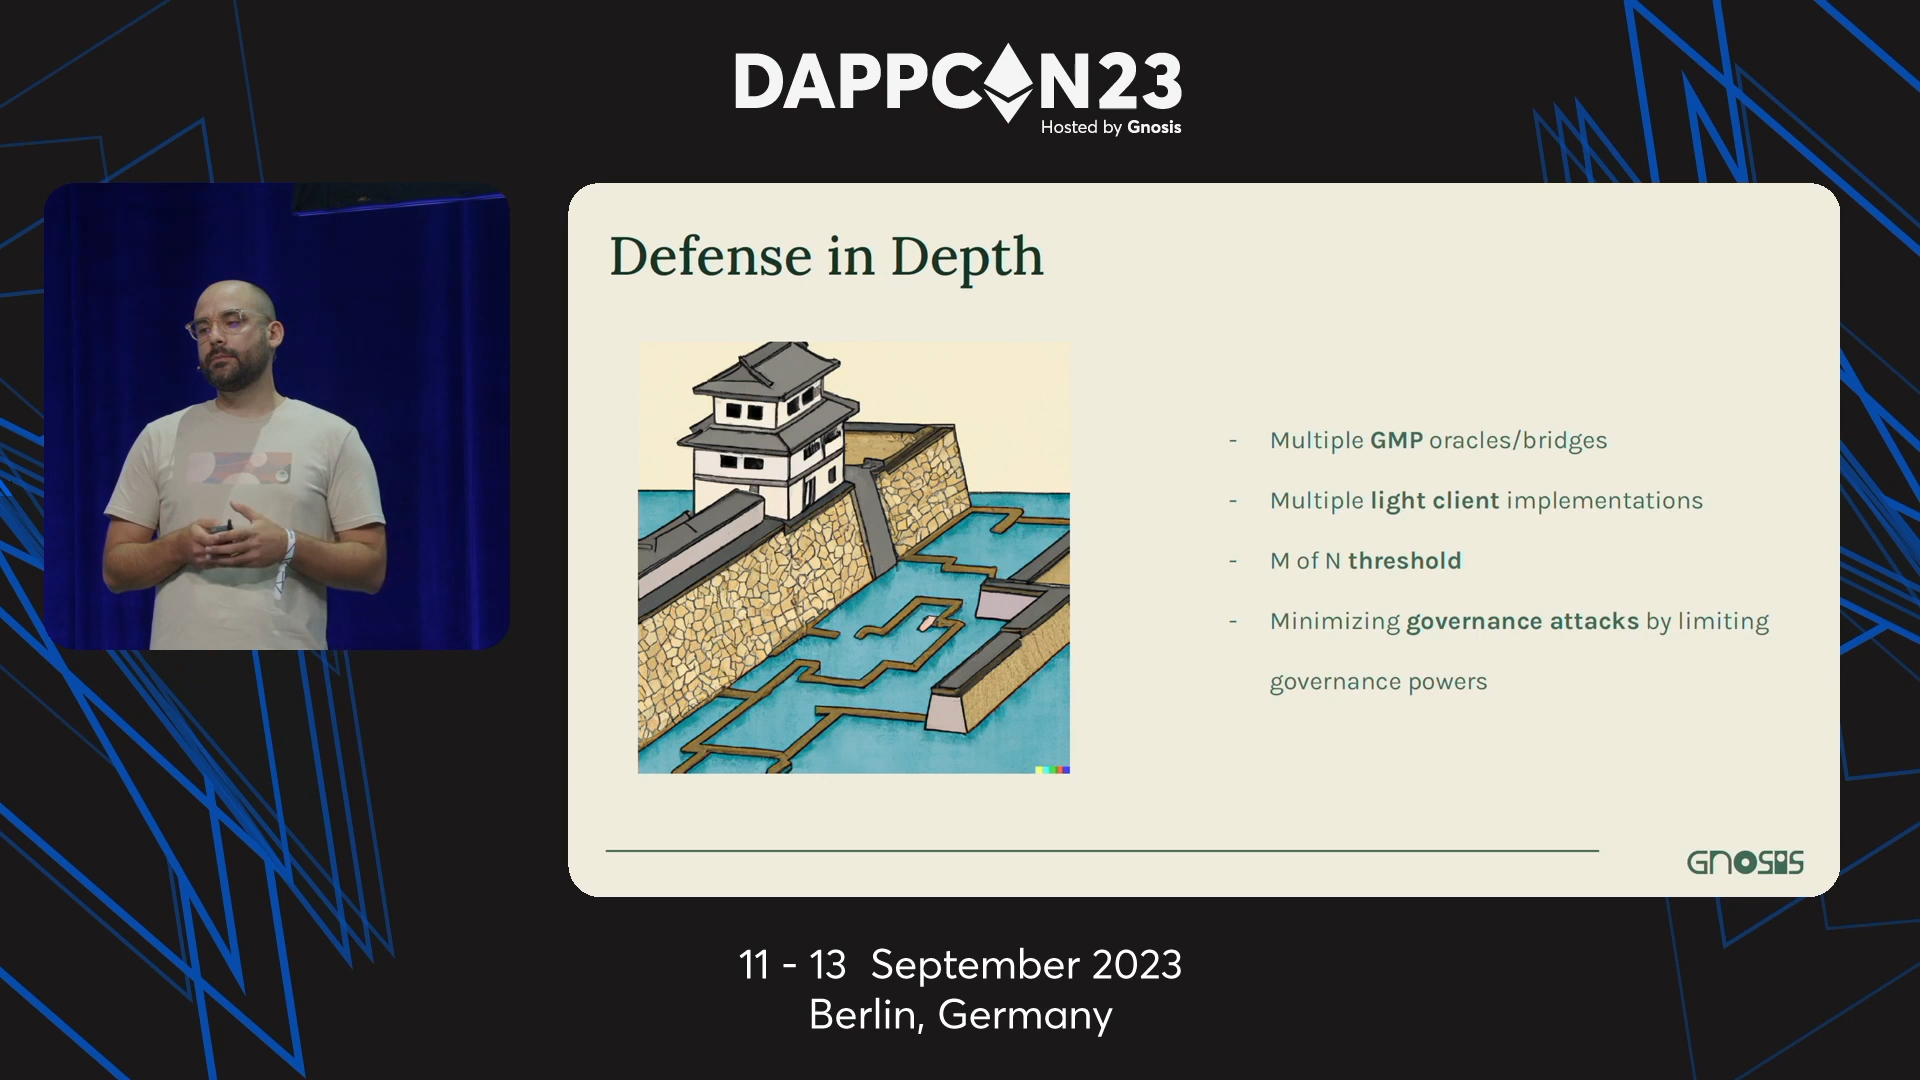 DAPPCON23
Hosted by Gnosis
Defense in Depth
- Multiple GMP oracles/bridges
- Multiple light client implementations
- M of N threshold
- Minimizing governance attacks by limiting
governance powers
GNOSIS
11 - 13 September 2023
Berlin, Germany